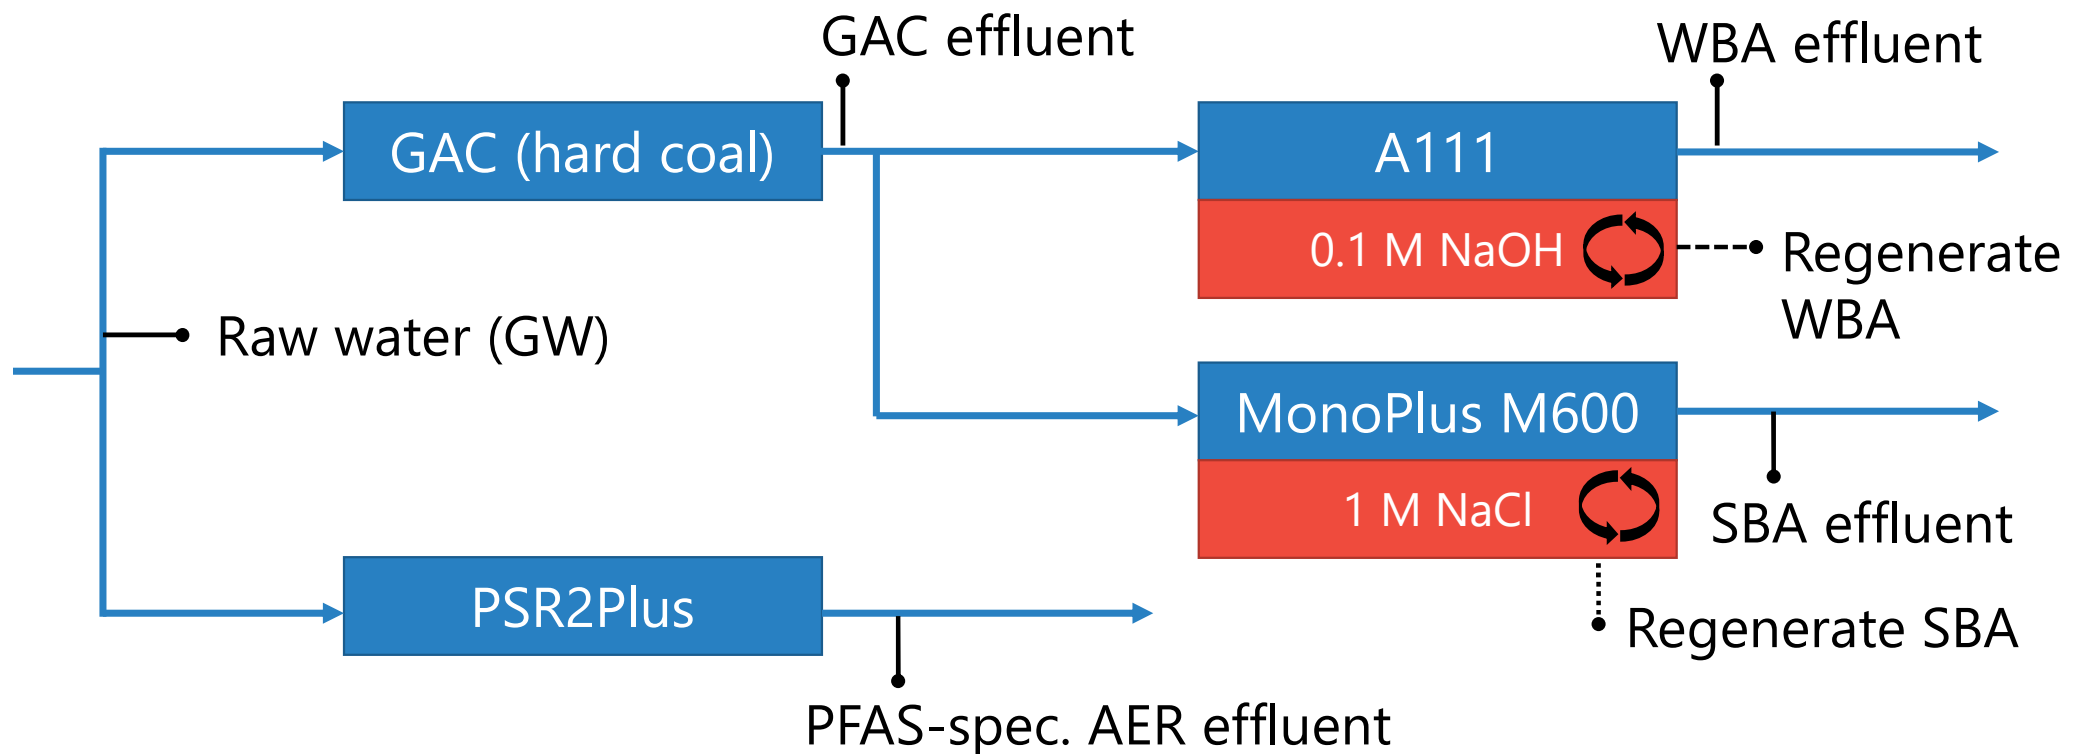 GAC effluent
WBA effluent
GAC (hard coal)
A111
0.1 M NaOH
Regenerate
WBA
Raw water (GW)
MonoPlus M600
1 M NaCl
SBA effluent
PSR2Plus
Regenerate SBA
PFAS-spec. AER effluent